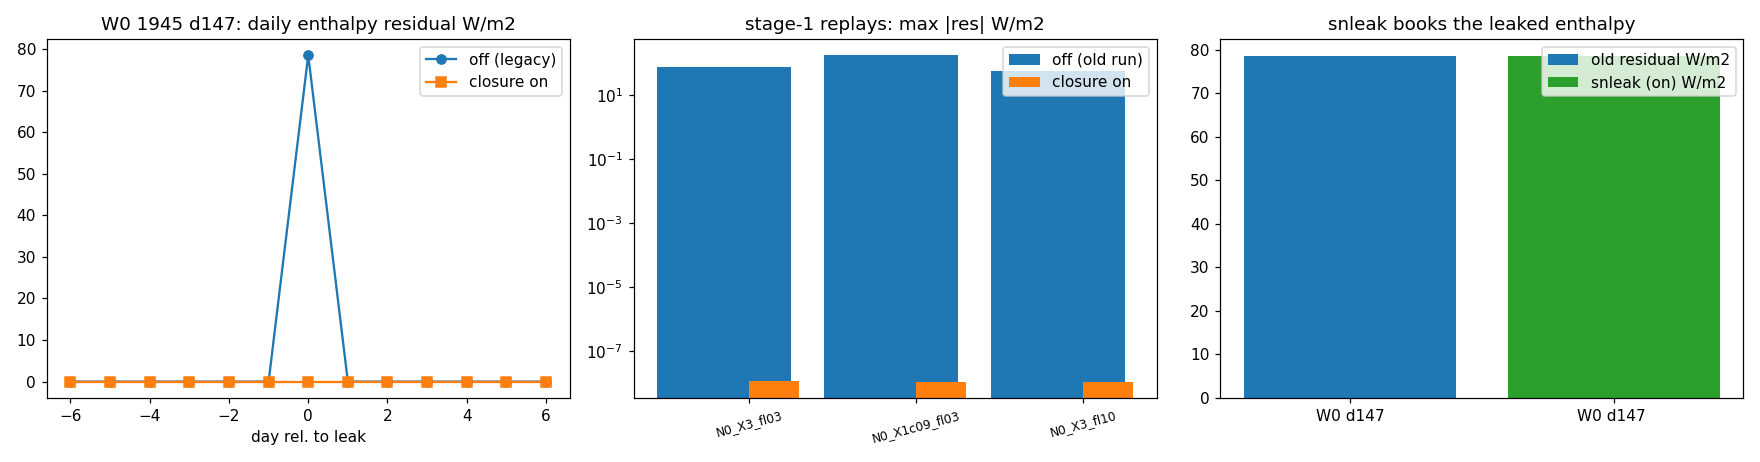 W0 1945 d147: daily enthalpy residual W/m2
80
70
60
50
40
30
20
10
0
−6
−4
−2
0
2
4
6
day rel. to leak
off (legacy)
closure on
stage-1 replays: max |res| W/m2
10¹
10⁻¹
10⁻³
10⁻⁵
10⁻⁷
N0_X3_fl03
N0_X1c09_fl03
N0_X3_fl10
off (old run)
closure on
snleak books the leaked enthalpy
80
70
60
50
40
30
20
10
0
W0 d147
W0 d147
old residual W/m2
snleak (on) W/m2